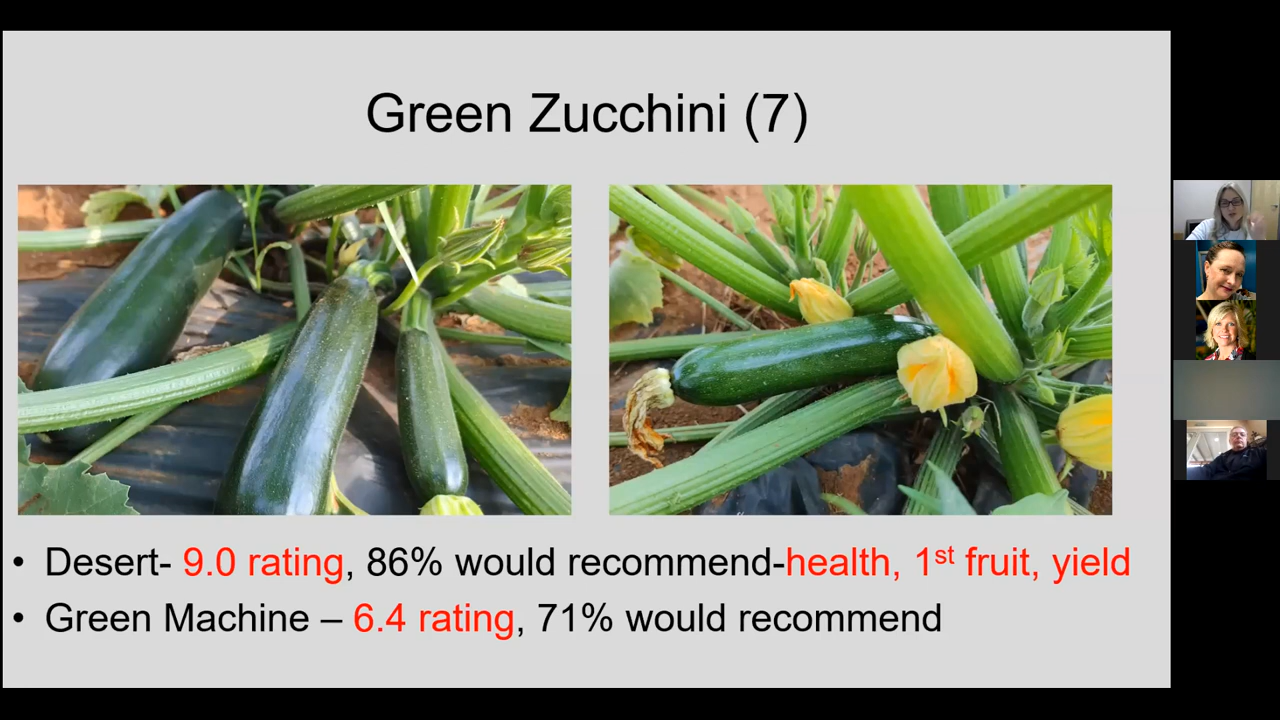 Green Zucchini (7)
• Desert- 9.0 rating, 86% would recommend-health, 1st fruit, yield
• Green Machine – 6.4 rating, 71% would recommend